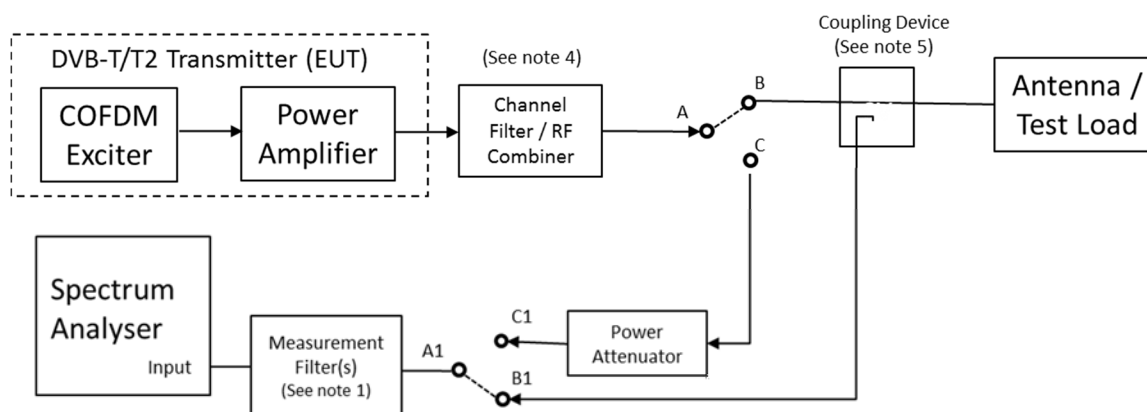 Coupling Device
(See note 5)
DVB-T/T2 Transmitter (EUT)
(See note 4)
COFDM
Exciter
Power
Amplifier
Channel
Filter / RF
Combiner
A
B
C
Antenna /
Test Load
Spectrum
Analyser
Input
Measurement
Filter(s)
(See note 1)
A1
C1
B1
Power
Attenuator